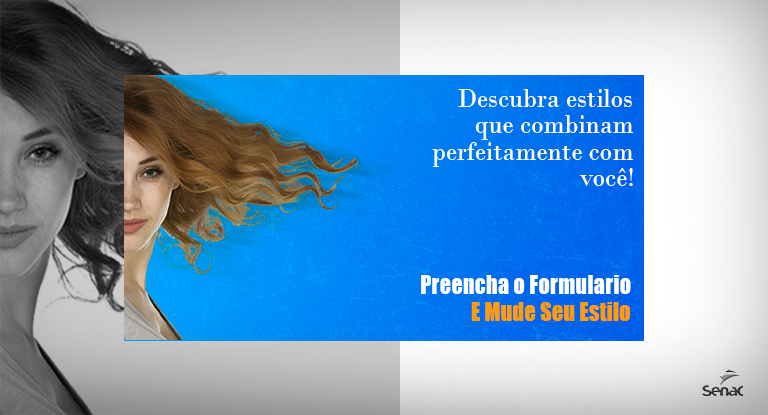 Descubra estilos
que combinam
perfeitamente com
você!
Preencha o Formulario
E Mude Seu Estilo
Senac